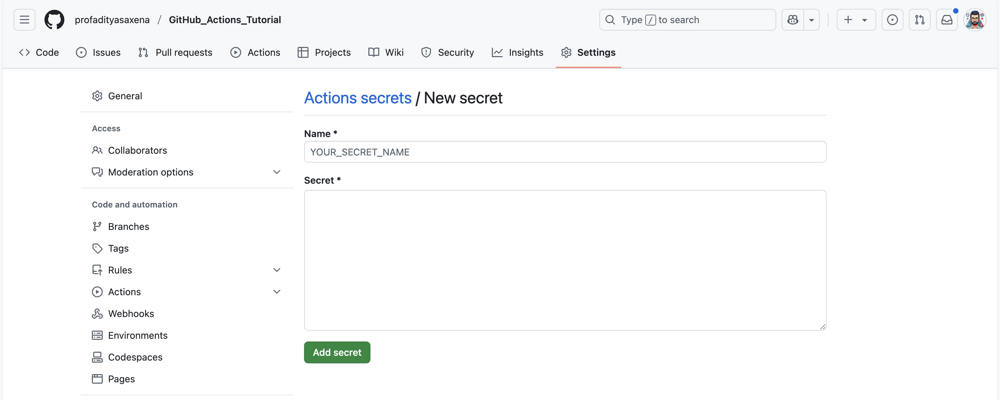 profadityasaxena / GitHub_Actions_Tutorial
Type / to search
Code Issues Pull requests Actions Projects Wiki Security Insights Settings
General
Access
Collaborators
Moderation options
Code and automation
Branches
Tags
Rules
Actions
Webhooks
Environments
Codespaces
Pages
Actions secrets / New secret
Name *
YOUR_SECRET_NAME
Secret *
Add secret